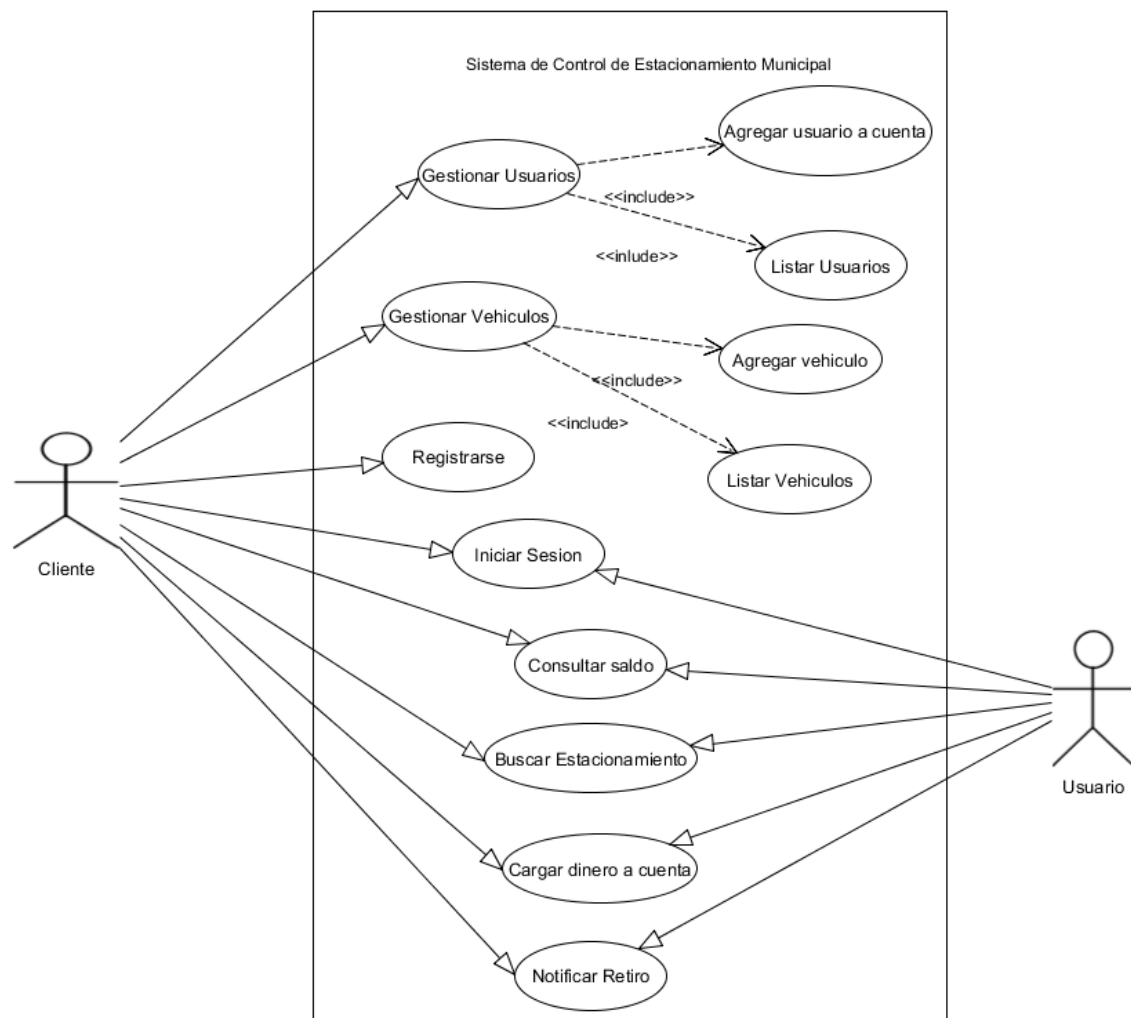 Sistema de Control de Estacionamiento Municipal
Agregar usuario a cuenta
Gestionar Usuarios
<<include>>
<<inlude>>
Listar Usuarios
Gestionar Vehiculos
Agregar vehiculo
<<include>>
<<include>
Registrarse
Listar Vehiculos
Iniciar Sesion
Cliente
Consultar saldo
Usuario
Buscar Estacionamiento
Cargar dinero a cuenta
Notificar Retiro